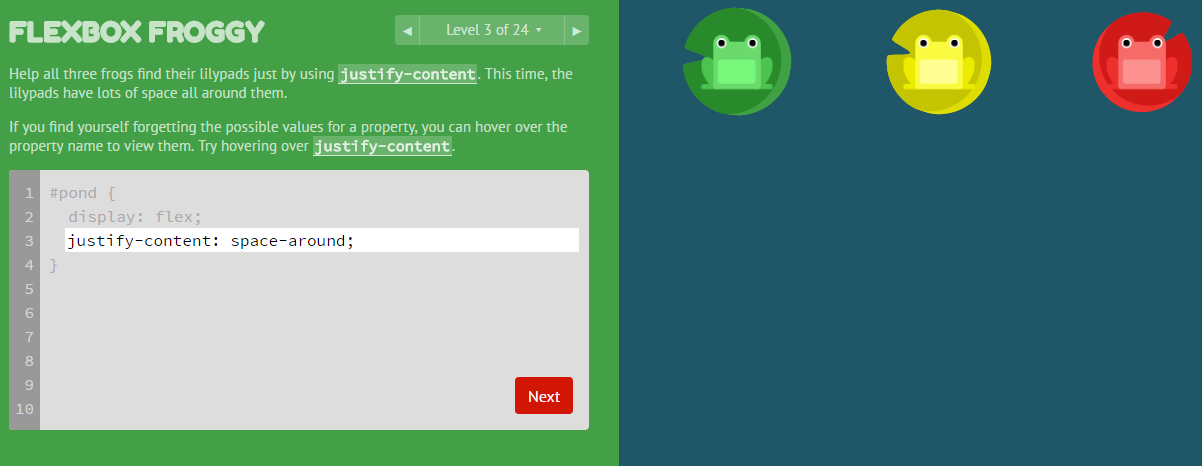 FLEXBOX FROGGY
◀ Level 3 of 24 ▾ ▶
Help all three frogs find their lilypads just by using justify-content. This time, the
lilypads have lots of space all around them.
If you find yourself forgetting the possible values for a property, you can hover over the
property name to view them. Try hovering over justify-content.
1 #pond {
2 display: flex;
3 justify-content: space-around;
4 }
5
6
7
8
9
10
Next